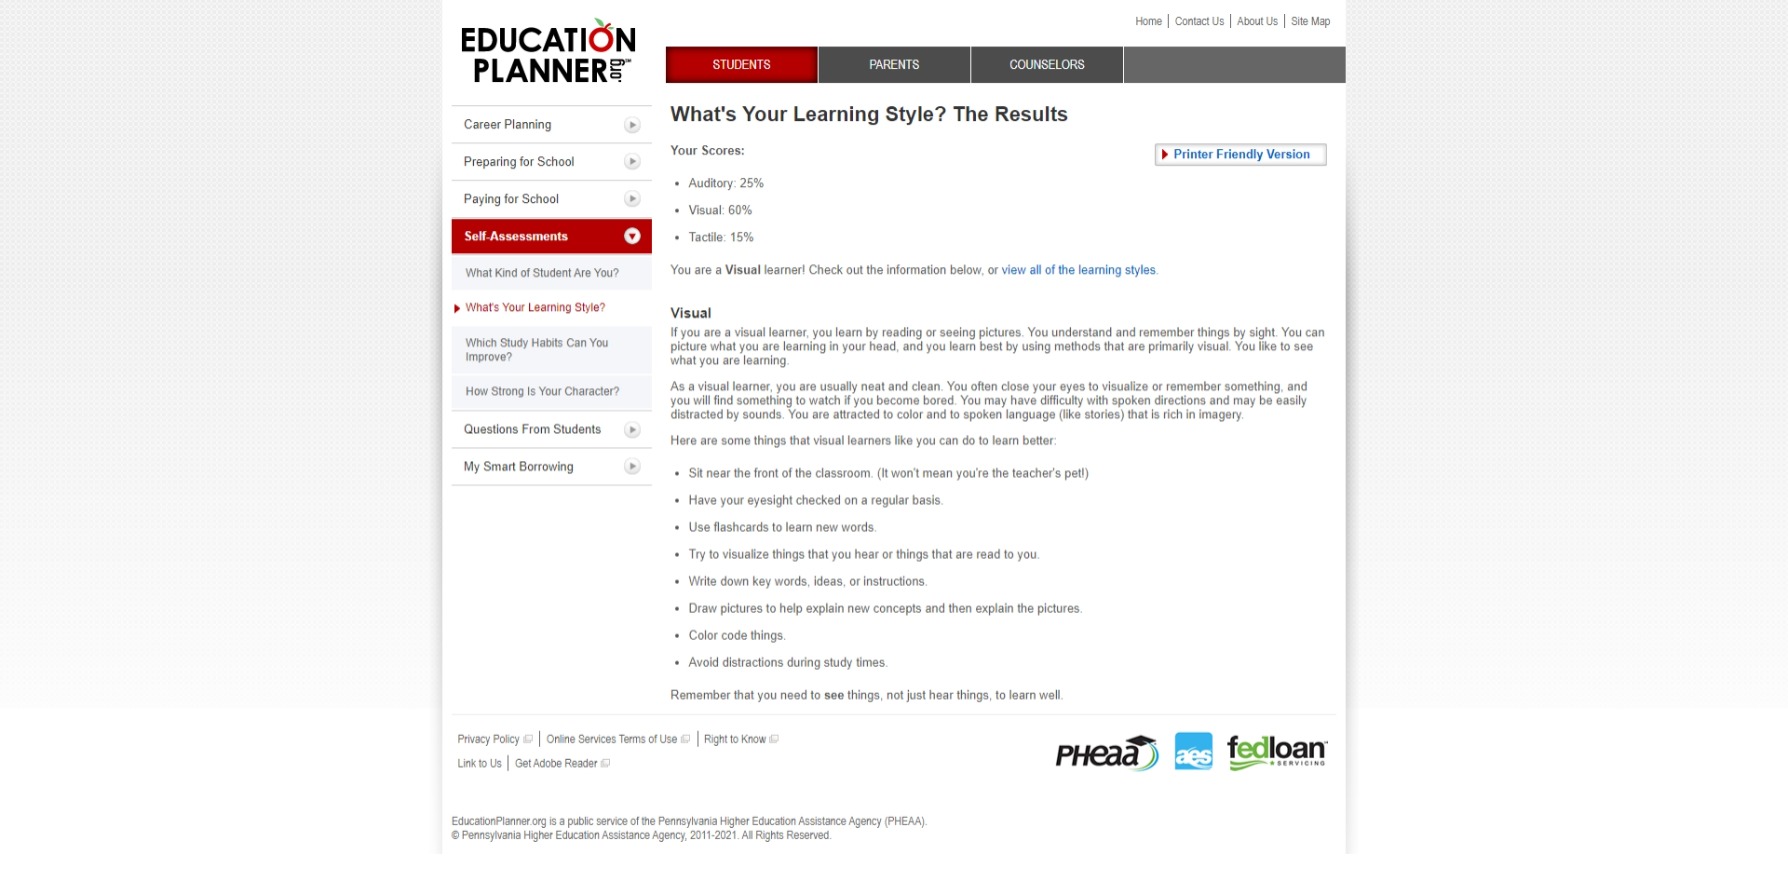 EDUCATION
PLANNER.org
Home | Contact Us | About Us | Site Map
STUDENTS PARENTS COUNSELORS
Career Planning
Preparing for School
Paying for School
Self-Assessments
What Kind of Student Are You?
What's Your Learning Style?
Which Study Habits Can You
Improve?
How Strong Is Your Character?
Questions From Students
My Smart Borrowing
What's Your Learning Style? The Results
Your Scores:
Printer Friendly Version
• Auditory: 25%
• Visual: 60%
• Tactile: 15%
You are a Visual learner! Check out the information below, or view all of the learning styles.
Visual
If you are a visual learner, you learn by reading or seeing pictures. You understand and remember things by sight. You can
picture what you are learning in your head, and you learn best by using methods that are primarily visual. You like to see
what you are learning.
As a visual learner, you are usually neat and clean. You often close your eyes to visualize or remember something, and
you will find something to watch if you become bored. You may have difficulty with spoken directions and may be easily
distracted by sounds. You are attracted to color and to spoken language (like stories) that is rich in imagery.
Here are some things that visual learners like you can do to learn better:
• Sit near the front of the classroom. (It won't mean you're the teacher's pet!)
• Have your eyesight checked on a regular basis.
• Use flashcards to learn new words.
• Try to visualize things that you hear or things that are read to you.
• Write down key words, ideas, or instructions.
• Draw pictures to help explain new concepts and then explain the pictures.
• Color code things.
• Avoid distractions during study times.
Remember that you need to see things, not just hear things, to learn well.
Privacy Policy | Online Services Terms of Use | Right to Know
Link to Us | Get Adobe Reader
PHEAA aes fedloan
SERVICING
EducationPlanner.org is a public service of the Pennsylvania Higher Education Assistance Agency (PHEAA).
© Pennsylvania Higher Education Assistance Agency, 2011-2021. All Rights Reserved.